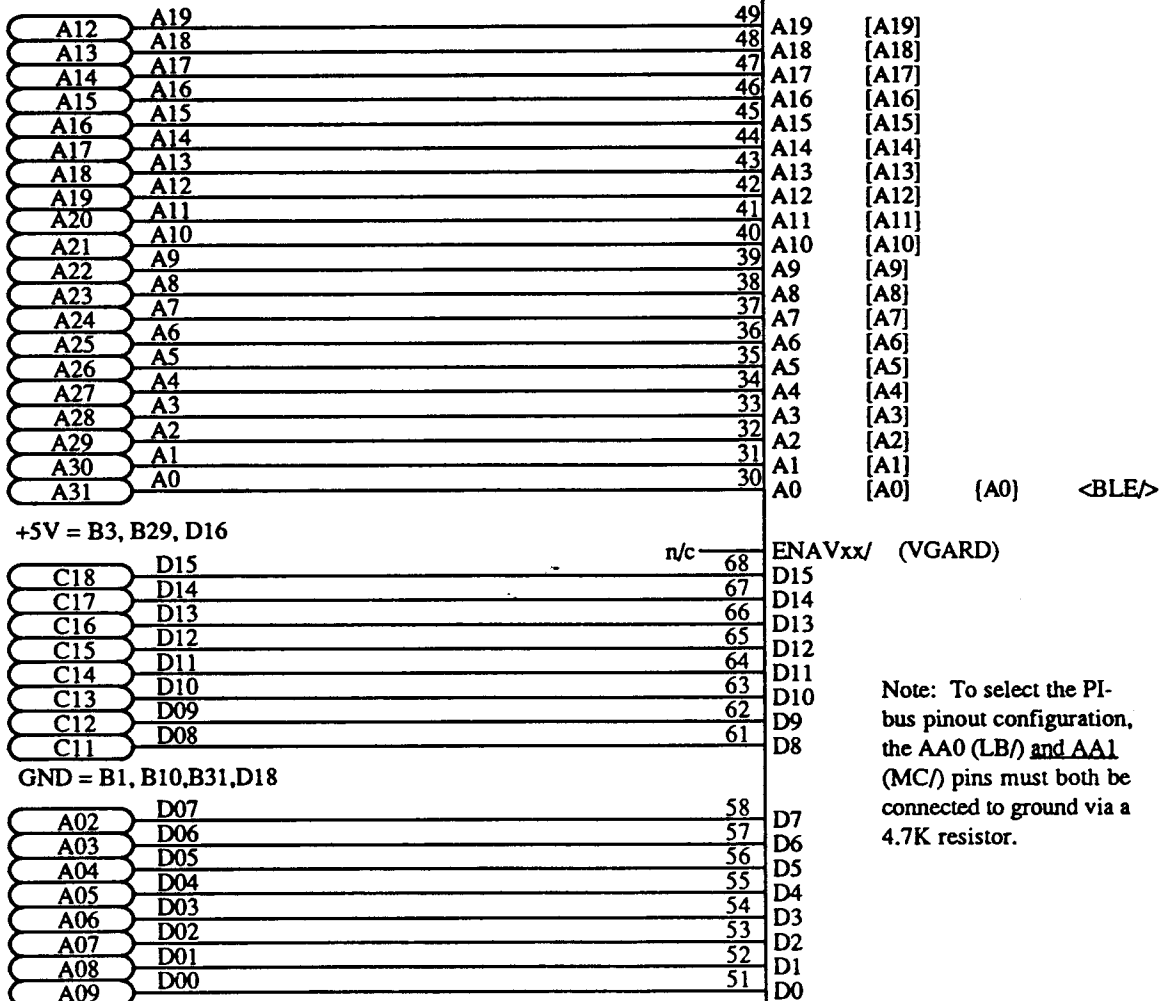 A12 A19 49 A19 [A19]
A13 A18 48 A18 [A18]
A14 A17 47 A17 [A17]
A15 A16 46 A16 [A16]
A16 A15 45 A15 [A15]
A17 A14 44 A14 [A14]
A18 A13 43 A13 [A13]
A19 A12 42 A12 [A12]
A20 A11 41 A11 [A11]
A21 A10 40 A10 [A10]
A22 A9 39 A9 [A9]
A23 A8 38 A8 [A8]
A24 A7 37 A7 [A7]
A25 A6 36 A6 [A6]
A26 A5 35 A5 [A5]
A27 A4 34 A4 [A4]
A28 A3 33 A3 [A3]
A29 A2 32 A2 [A2]
A30 A1 31 A1 [A1]
A31 A0 30 A0 [A0] {A0} <BLE/>
+5V = B3, B29, D16
n/c ENAVxx/ (VGARD)
C18 D15 68 D15
C17 D14 67 D14
C16 D13 66 D13
C15 D12 65 D12
C14 D11 64 D11
C13 D10 63 D10
C12 D09 62 D9
C11 D08 61 D8
Note: To select the PI-
bus pinout configuration,
the AA0 (LB/) and AA1
(MC/) pins must both be
connected to ground via a
4.7K resistor.
GND = B1, B10,B31,D18
A02 D07 58 D7
A03 D06 57 D6
A04 D05 56 D5
A05 D04 55 D4
A06 D03 54 D3
A07 D02 53 D2
A08 D01 52 D1
A09 D00 51 D0